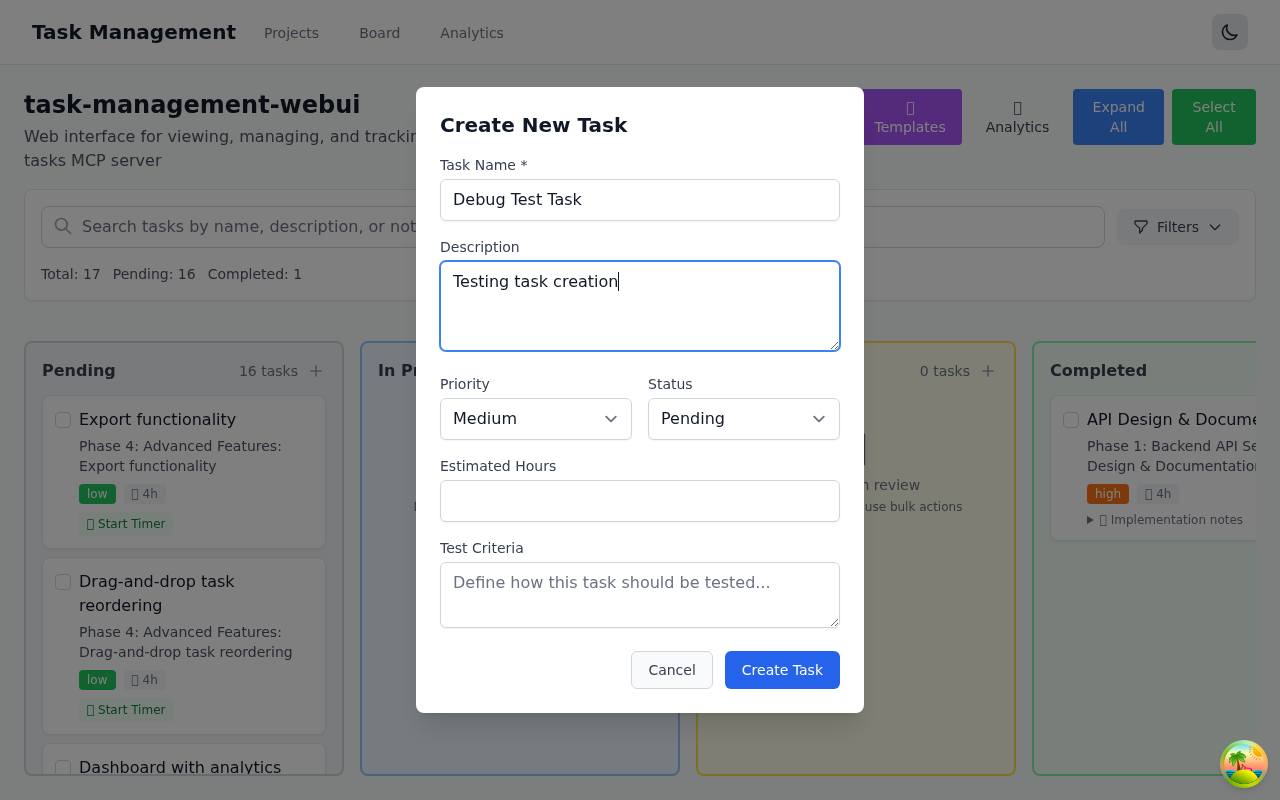 Task Management
Projects
Board
Analytics
task-management-webui
Web interface for viewing, managing, and trackin
tasks MCP server
Templates
Analytics
Expand
All
Select
All
Search tasks by name, description, or not
Filters
Total: 17
Pending: 16
Completed: 1
Create New Task
Task Name *
Debug Test Task
Description
Testing task creation
Priority
Status
Medium
Pending
Estimated Hours
Test Criteria
Define how this task should be tested...
Cancel
Create Task
Pending
16 tasks
Export functionality
Phase 4: Advanced Features:
Export functionality
low
4h
Start Timer
Drag-and-drop task
reordering
Phase 4: Advanced Features:
Drag-and-drop task reordering
low
4h
Start Timer
Dashboard with analytics
In Pr
0 tasks
review
use bulk actions
Completed
API Design & Docume
Phase 1: Backend API Se
Design & Documentation
high
4h
Implementation notes